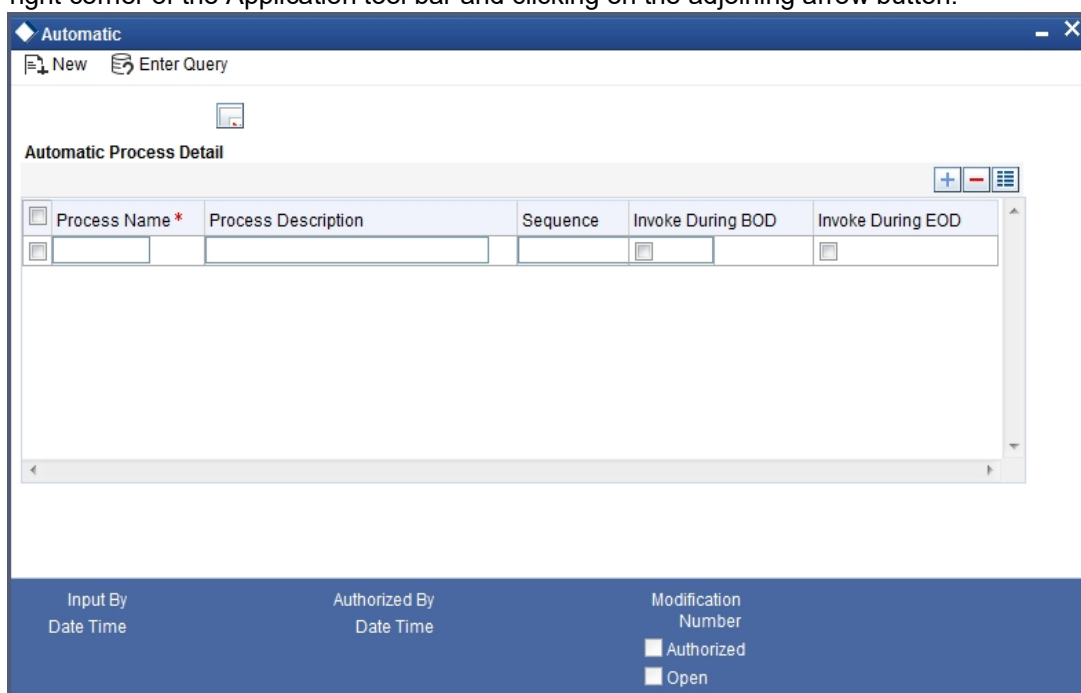 right corner of the Application tool bar and clicking on the adjoining arrow button.
Automatic
New Enter Query
Automatic Process Detail
Process Name * Process Description Sequence Invoke During BOD Invoke During EOD
Input By Authorized By Modification
Number
Date Time Date Time
Authorized
Open